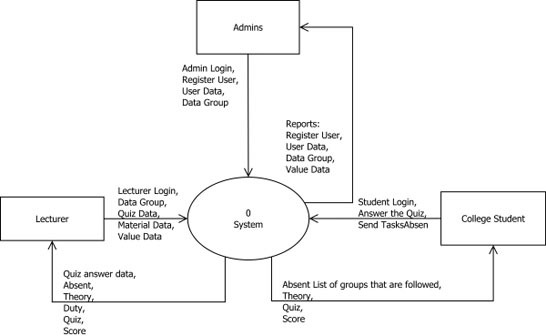 Admins
Admin Login,
Register User,
User Data,
Data Group
Reports:
Register User,
User Data,
Data Group,
Value Data
Lecturer
Lecturer Login,
Data Group,
Quiz Data,
Material Data,
Value Data
0
System
Student Login,
Answer the Quiz,
Send TasksAbsen
College Student
Quiz answer data,
Absent,
Theory,
Duty,
Quiz,
Score
Absent List of groups that are followed,
Theory,
Quiz,
Score